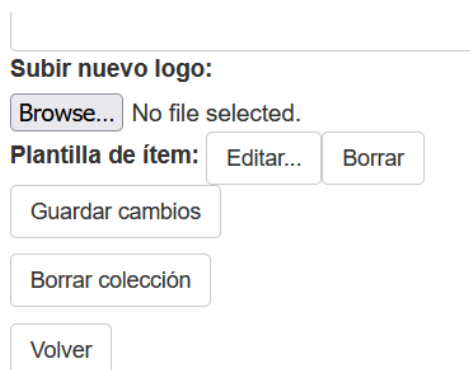 Subir nuevo logo:
Browse... No file selected.
Plantilla de ítem: Editar... Borrar
Guardar cambios
Borrar colección
Volver